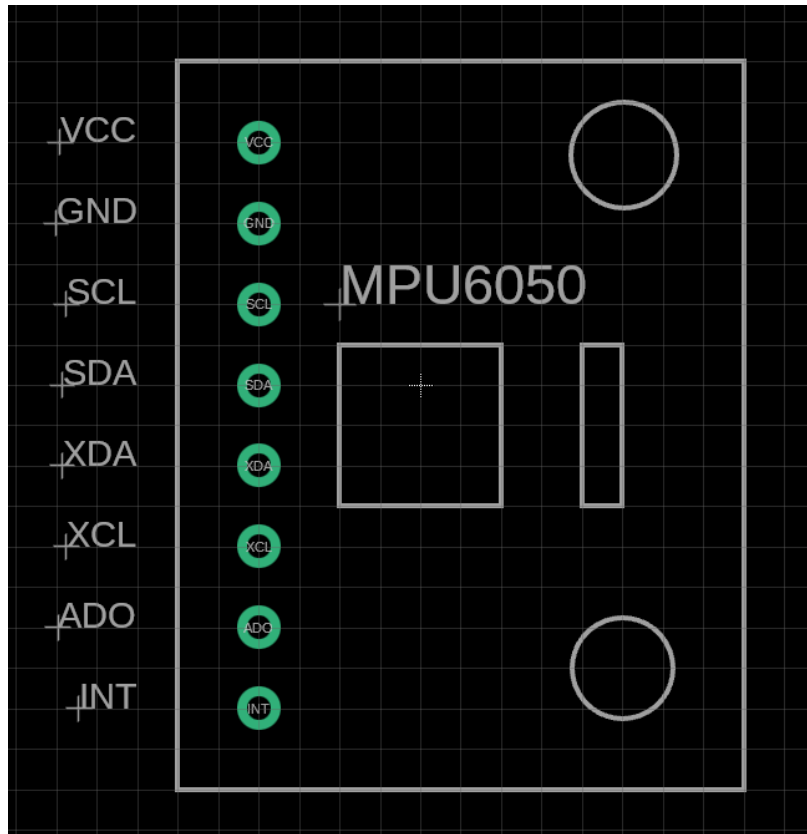 VCC VCC
GND GND
MPU6050
SCL SCL
SDA SDA
XDA XDA
XCL XCL
ADO ADO
INT INT